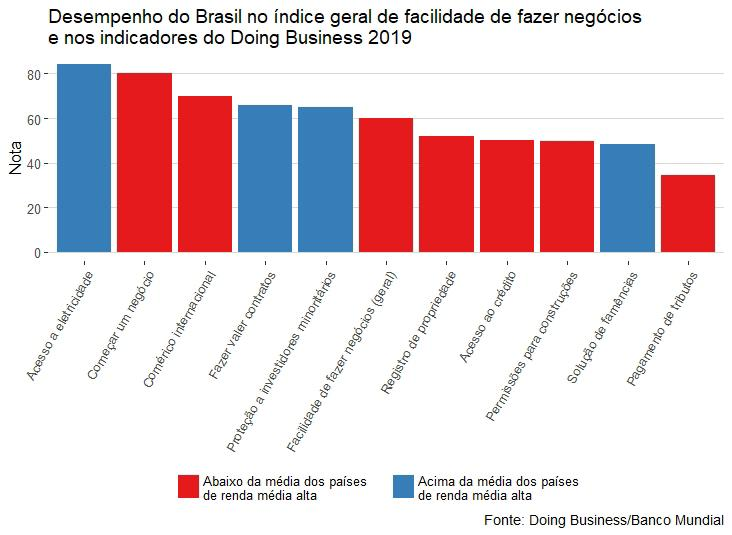 Desempenho do Brasil no índice geral de facilidade de fazer negócios
e nos indicadores do Doing Business 2019
Nota
80
60
40
20
0
Acesso a eletricidade
Começar um negócio
Comérico internacional
Fazer valer contratos
Proteção a investidores minoritários
Facilidade de fazer negócios (geral)
Registro de propriedade
Acesso ao crédito
Permissões para construções
Solução de famências
Pagamento de tributos
Abaixo da média dos países
de renda média alta
Acima da média dos países
de renda média alta
Fonte: Doing Business/Banco Mundial